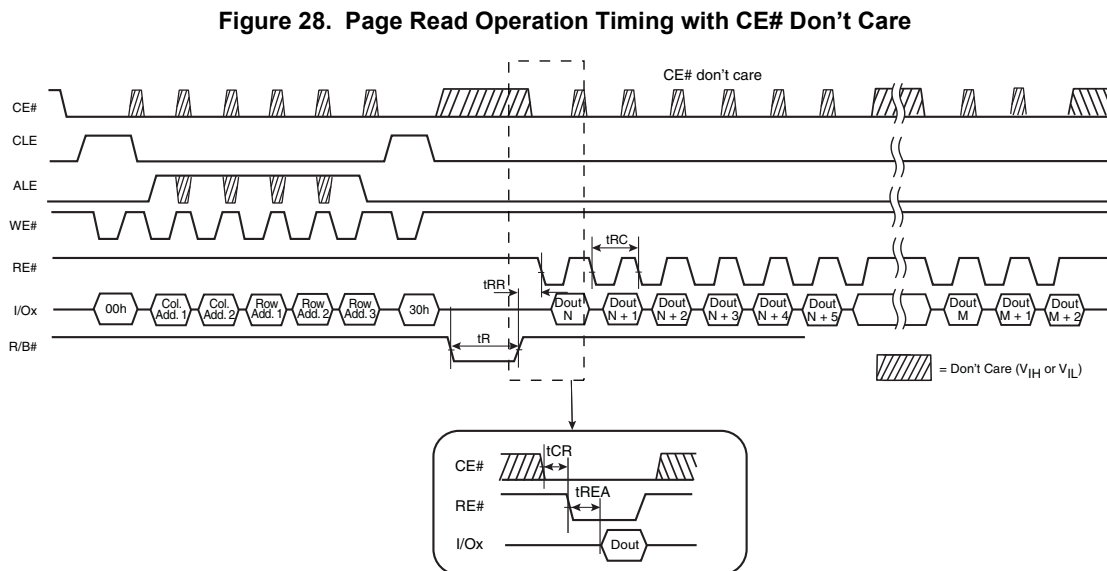 Figure 28. Page Read Operation Timing with CE# Don't Care
CE# don't care
CE#
CLE
ALE
WE#
tRC
RE#
tRR
I/Ox
00h
Col. Add. 1
Col. Add. 2
Row Add. 1
Row Add. 2
Row Add. 3
30h
Dout N
Dout N + 1
Dout N + 2
Dout N + 3
Dout N + 4
Dout N + 5
Dout M
Dout M + 1
Dout M + 2
R/B#
tR
= Don't Care (VIH or VIL)
tCR
CE#
tREA
RE#
I/Ox
Dout